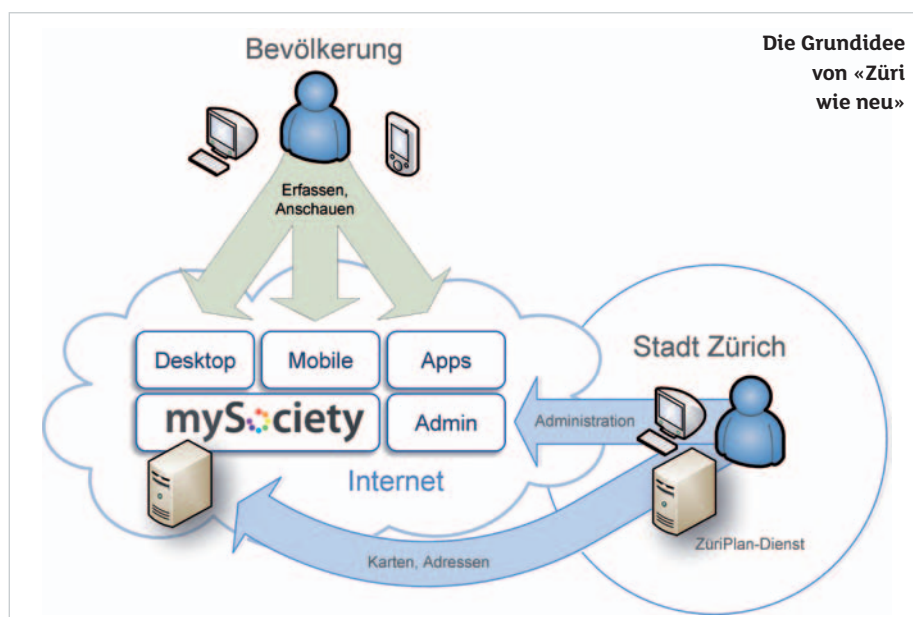 Die Grundidee
von «Züri
wie neu»
Bevölkerung
Erfassen,
Anschauen
Desktop
Mobile
Apps
mySociety
Admin
Internet
Stadt Zürich
Administration
ZüriPlan-Dienst
Karten, Adressen